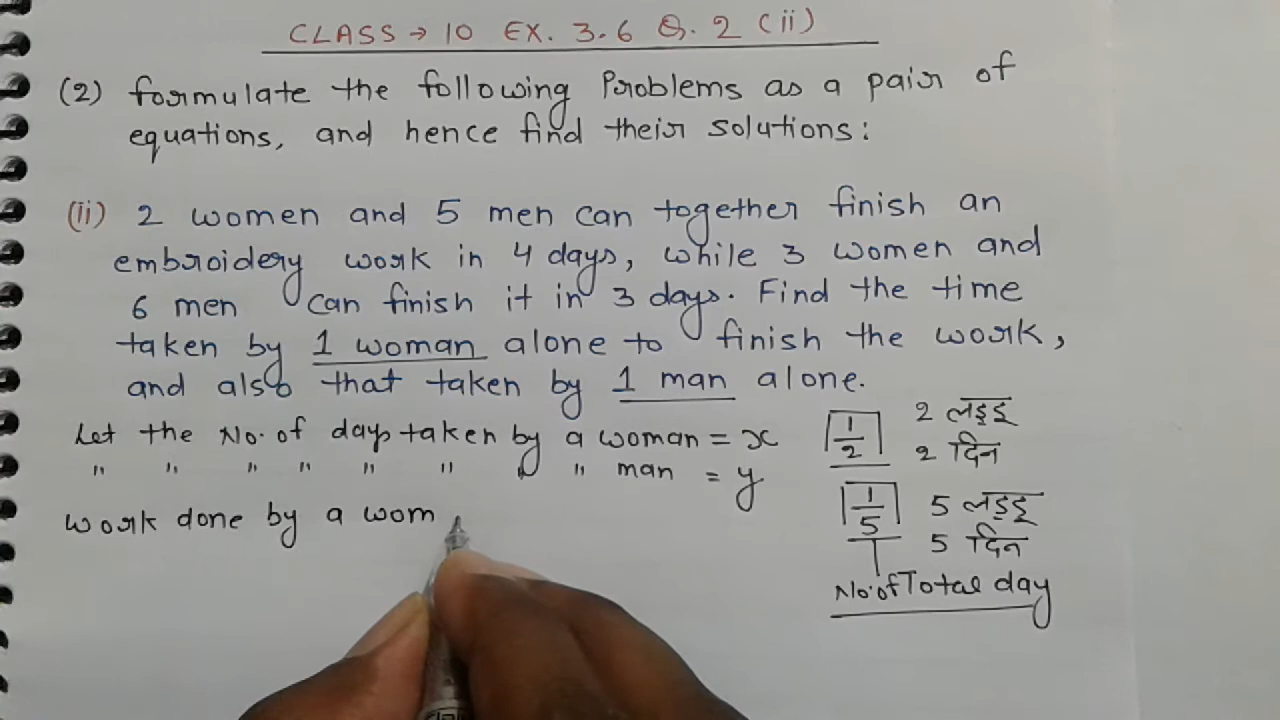 CLASS → 10 EX. 3.6 Q. 2 (ii)
(2) formulate the following Problems as a pair of
equations, and hence find their solutions:
(ii) 2 women and 5 men can together finish an
embroidery work in 4 days, while 3 women and
6 men can finish it in 3 days. Find the time
taken by 1 woman alone to finish the work,
and also that taken by 1 man alone.
Let the No. of days taken by a woman = x
" " " " " " " " man = y
work done by a wom
1/2 2 लड्डू
2 दिन
1/5 5 लड्डू
5 दिन
No. of Total day